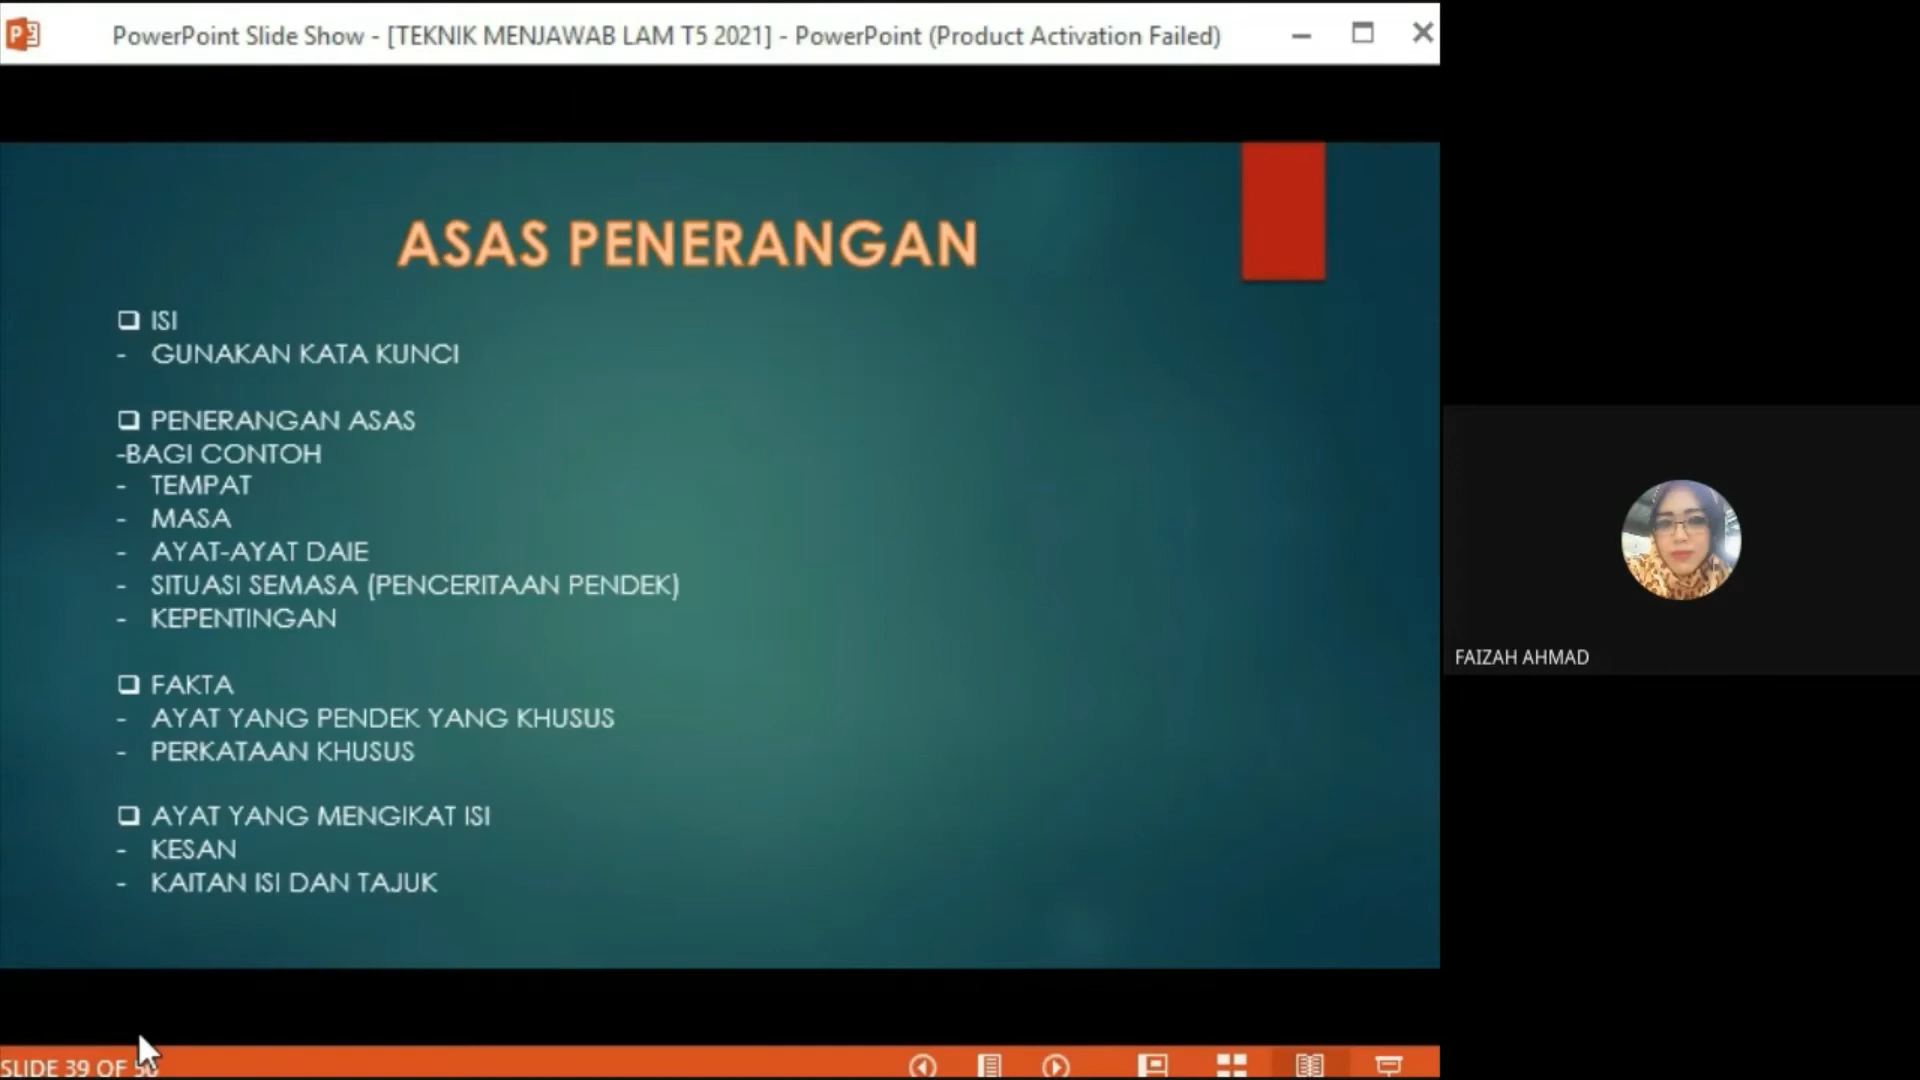 PowerPoint Slide Show - [TEKNIK MENJAWAB LAM T5 2021] - PowerPoint (Product Activation Failed)
ASAS PENERANGAN
ISI
- GUNAKAN KATA KUNCI
PENERANGAN ASAS
-BAGI CONTOH
- TEMPAT
- MASA
- AYAT-AYAT DAIE
- SITUASI SEMASA (PENCERITAAN PENDEK)
- KEPENTINGAN
FAKTA
- AYAT YANG PENDEK YANG KHUSUS
- PERKATAAN KHUSUS
AYAT YANG MENGIKAT ISI
- KESAN
- KAITAN ISI DAN TAJUK
FAIZAH AHMAD
SLIDE 39 OF